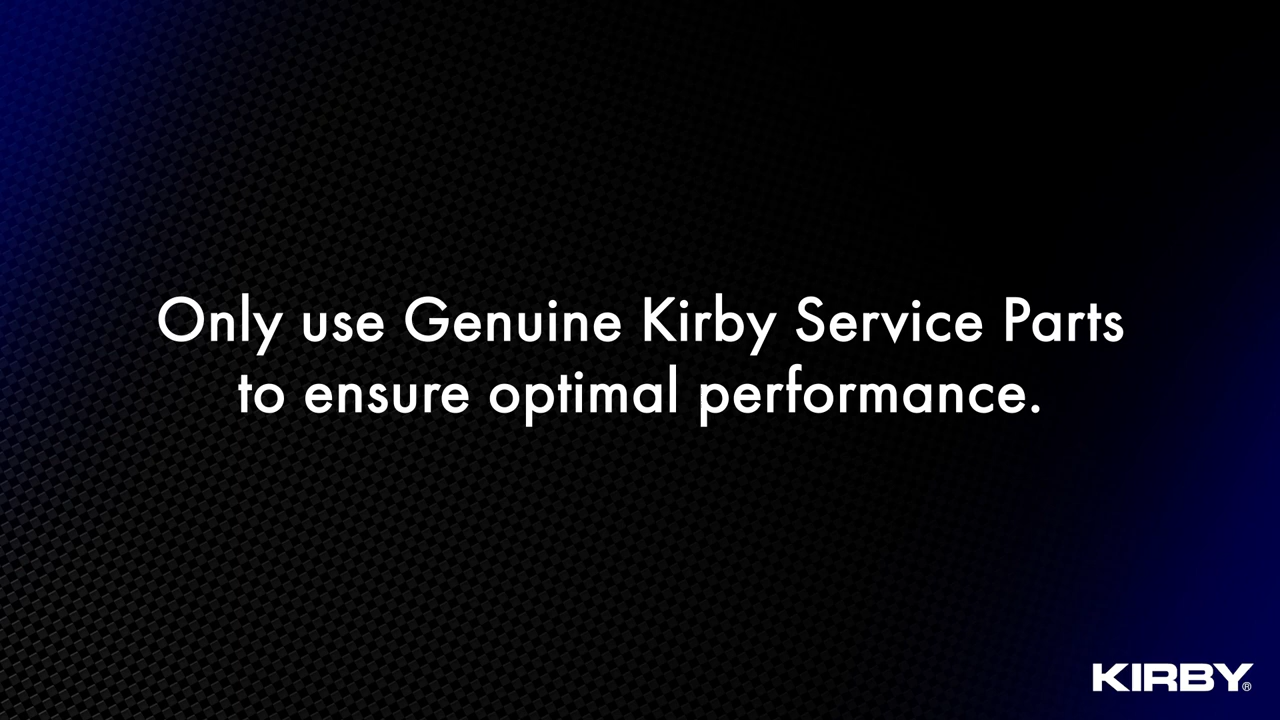 Only use Genuine Kirby Service Parts
to ensure optimal performance.
KIRBY®